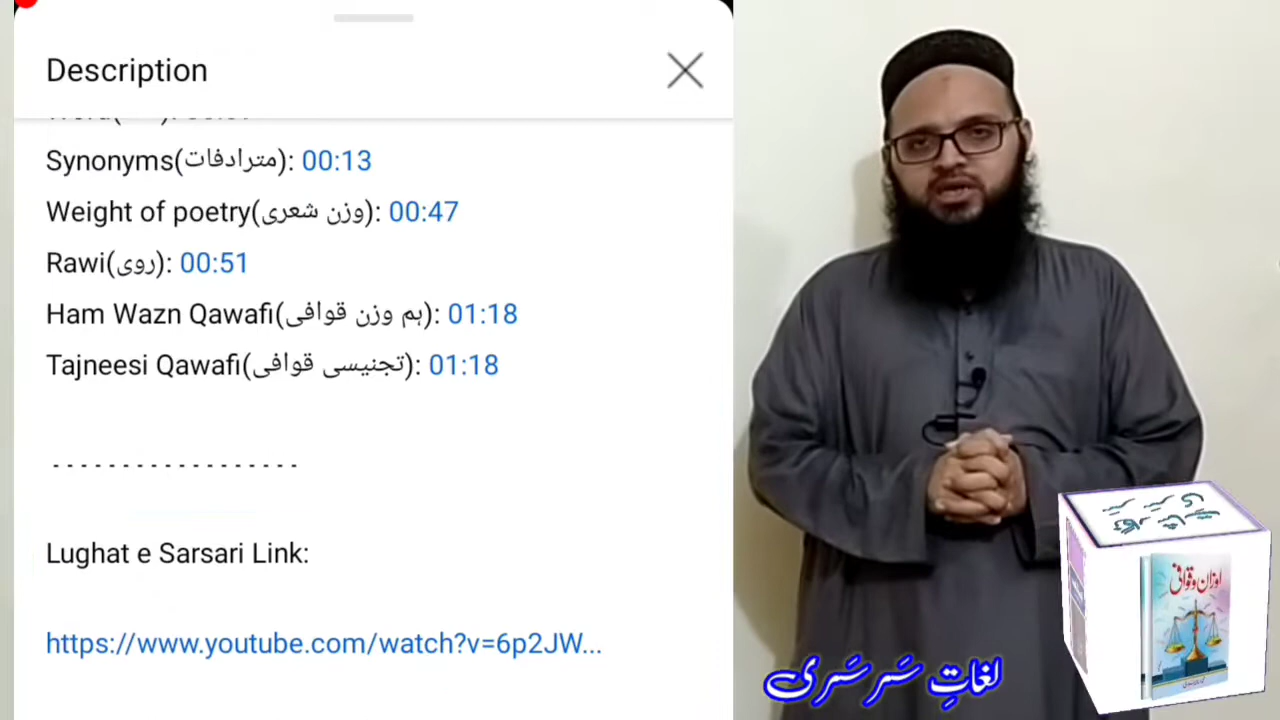 Description
Synonyms(مترادفات): 00:13
Weight of poetry(وزن شعری): 00:47
Rawi(روی): 00:51
Ham Wazn Qawafi(ہم وزن قوافی): 01:18
Tajneesi Qawafi(تجنیسی قوافی): 01:18
------------------
Lughat e Sarsari Link:
https://www.youtube.com/watch?v=6p2JW...
اوزان و قوافی
لغاتِ سَرسَری